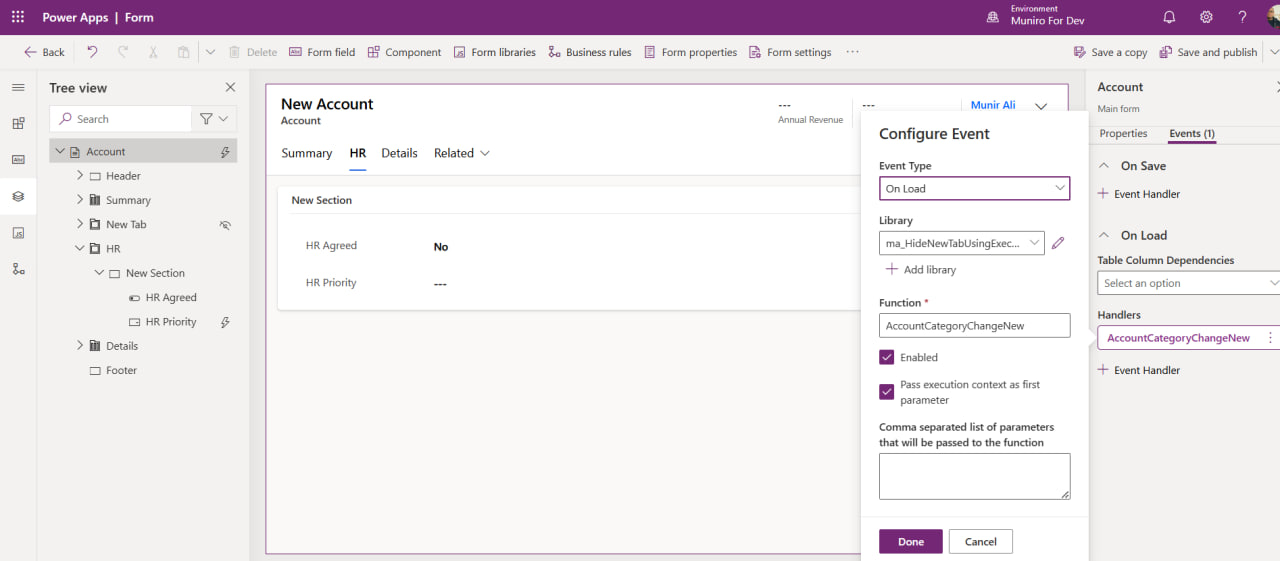 Power Apps | Form
Environment
Muniro For Dev
?
Back
Delete
Abc Form field
Component
JS Form libraries
Business rules
Form properties
Form settings
...
Save a copy
Save and publish
Tree view
Search
Account
Header
Summary
New Tab
HR
New Section
HR Agreed
HR Priority
Details
Footer
Abc
JS
New Account
Account
---
Annual Revenue
---
Munir Ali
Summary
HR
Details
Related
New Section
HR Agreed
No
HR Priority
---
Configure Event
Event Type
On Load
Library
ma_HideNewTabUsingExec...
Add library
Function *
AccountCategoryChangeNew
Enabled
Pass execution context as first
parameter
Comma separated list of parameters
that will be passed to the function
Done
Cancel
Account
Main form
Properties
Events (1)
On Save
Event Handler
On Load
Table Column Dependencies
Select an option
Handlers
AccountCategoryChangeNew
Event Handler